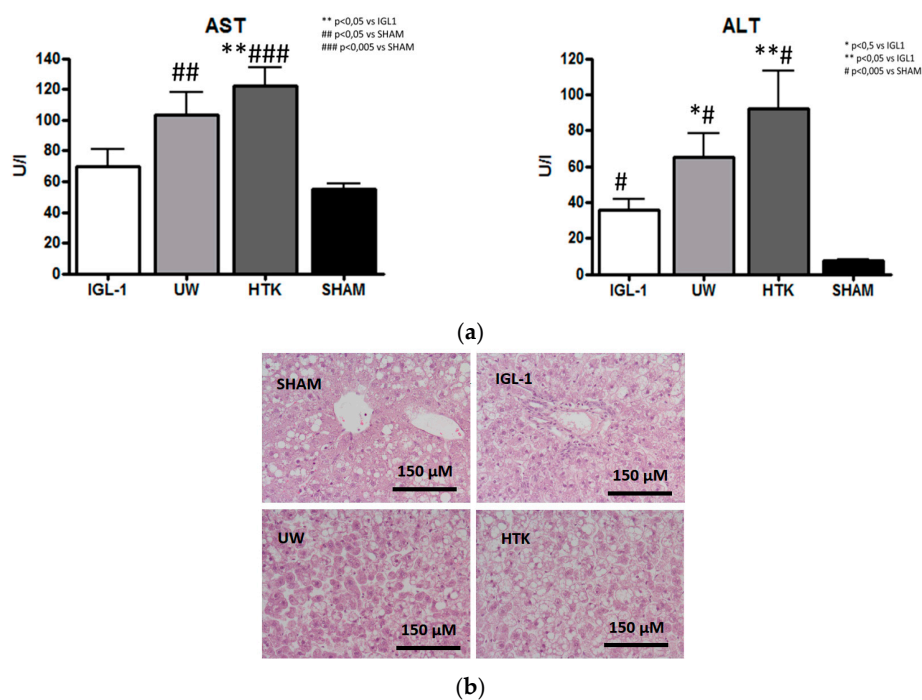 AST
** p<0,05 vs IGL1
## p<0,05 vs SHAM
### p<0,005 vs SHAM
140
120
100
80
60
40
20
0
U/l
##
**###
IGL-1 UW HTK SHAM
ALT
* p<0,5 vs IGL1
** p<0,05 vs IGL1
# p<0,005 vs SHAM
120
100
80
60
40
20
0
U/l
#
*#
**#
IGL-1 UW HTK SHAM
(a)
SHAM
150 µM
IGL-1
150 µM
UW
150 µM
HTK
150 µM
(b)